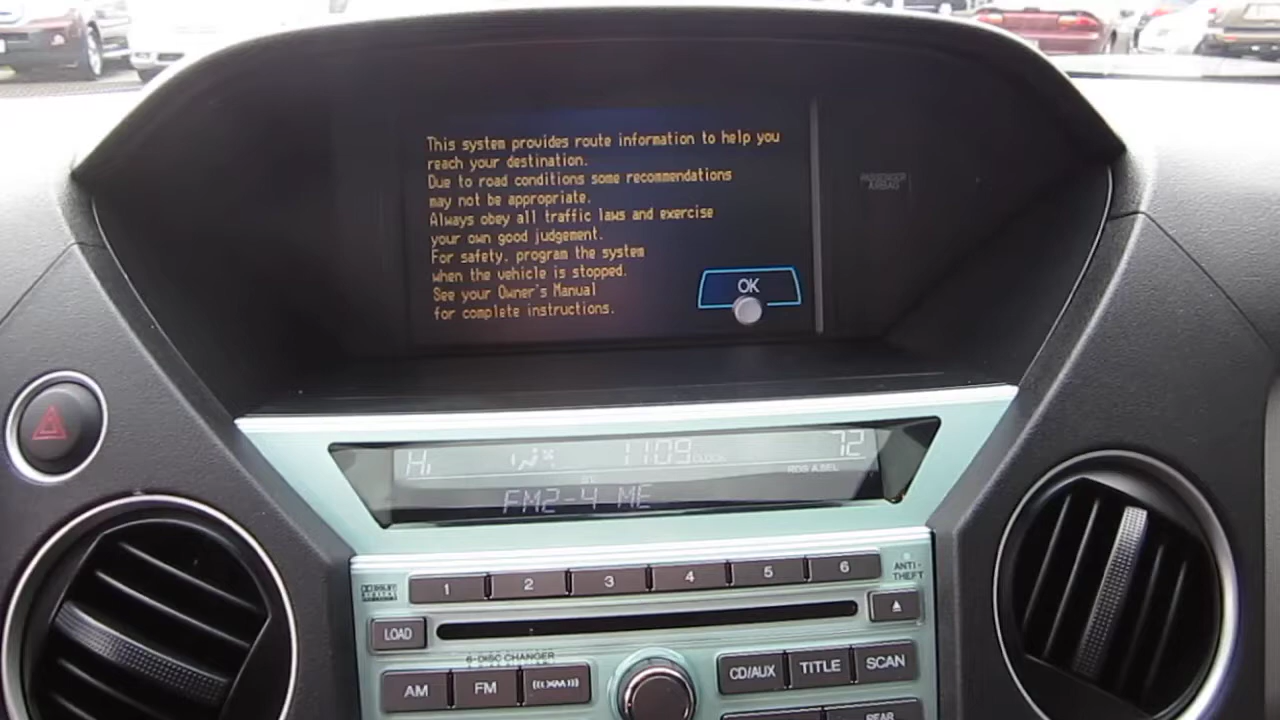 This system provides route information to help you
reach your destination.
Due to road conditions some recommendations
may not be appropriate.
Always obey all traffic laws and exercise
your own good judgement.
For safety, program the system
when the vehicle is stopped.
See your Owner's Manual
for complete instructions.
OK
PASSENGER
AIRBAG
Hi
1109 CLOCK
72
RDS A.SEL
FM2-4 ME
1 2 3 4 5 6
ANTI-
THEFT
LOAD
6-DISC CHANGER
AM FM XM CD/AUX TITLE SCAN
REAR